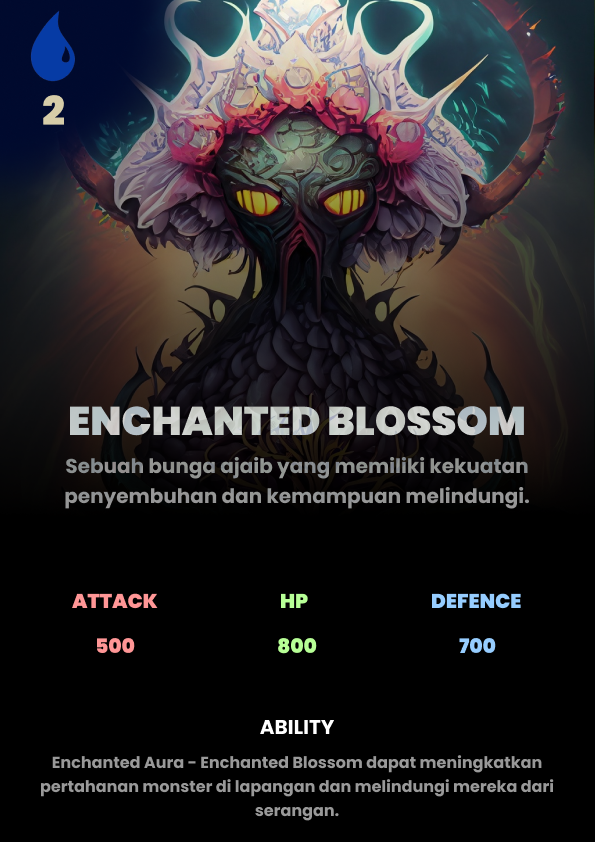 2
ENCHANTED BLOSSOM
Sebuah bunga ajaib yang memiliki kekuatan
penyembuhan dan kemampuan melindungi.
ATTACK HP DEFENCE
500 800 700
ABILITY
Enchanted Aura - Enchanted Blossom dapat meningkatkan
pertahanan monster di lapangan dan melindungi mereka dari
serangan.